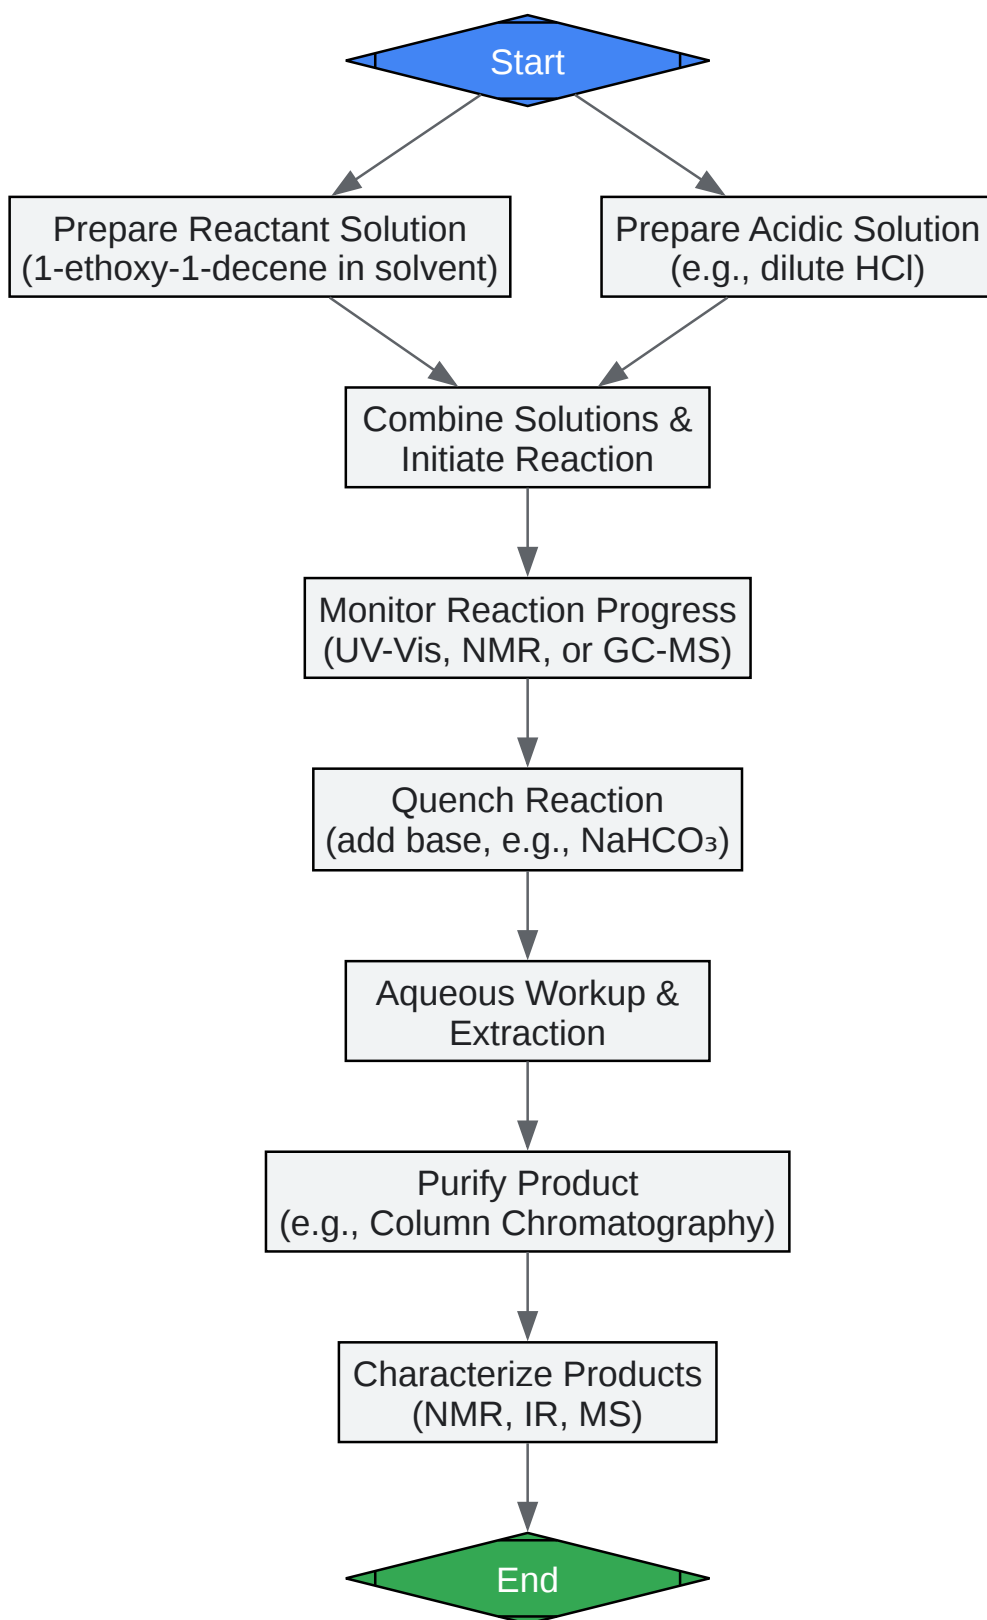 Start
Prepare Reactant Solution
(1-ethoxy-1-decene in solvent)
Prepare Acidic Solution
(e.g., dilute HCl)
Combine Solutions &
Initiate Reaction
Monitor Reaction Progress
(UV-Vis, NMR, or GC-MS)
Quench Reaction
(add base, e.g., NaHCO₃)
Aqueous Workup &
Extraction
Purify Product
(e.g., Column Chromatography)
Characterize Products
(NMR, IR, MS)
End